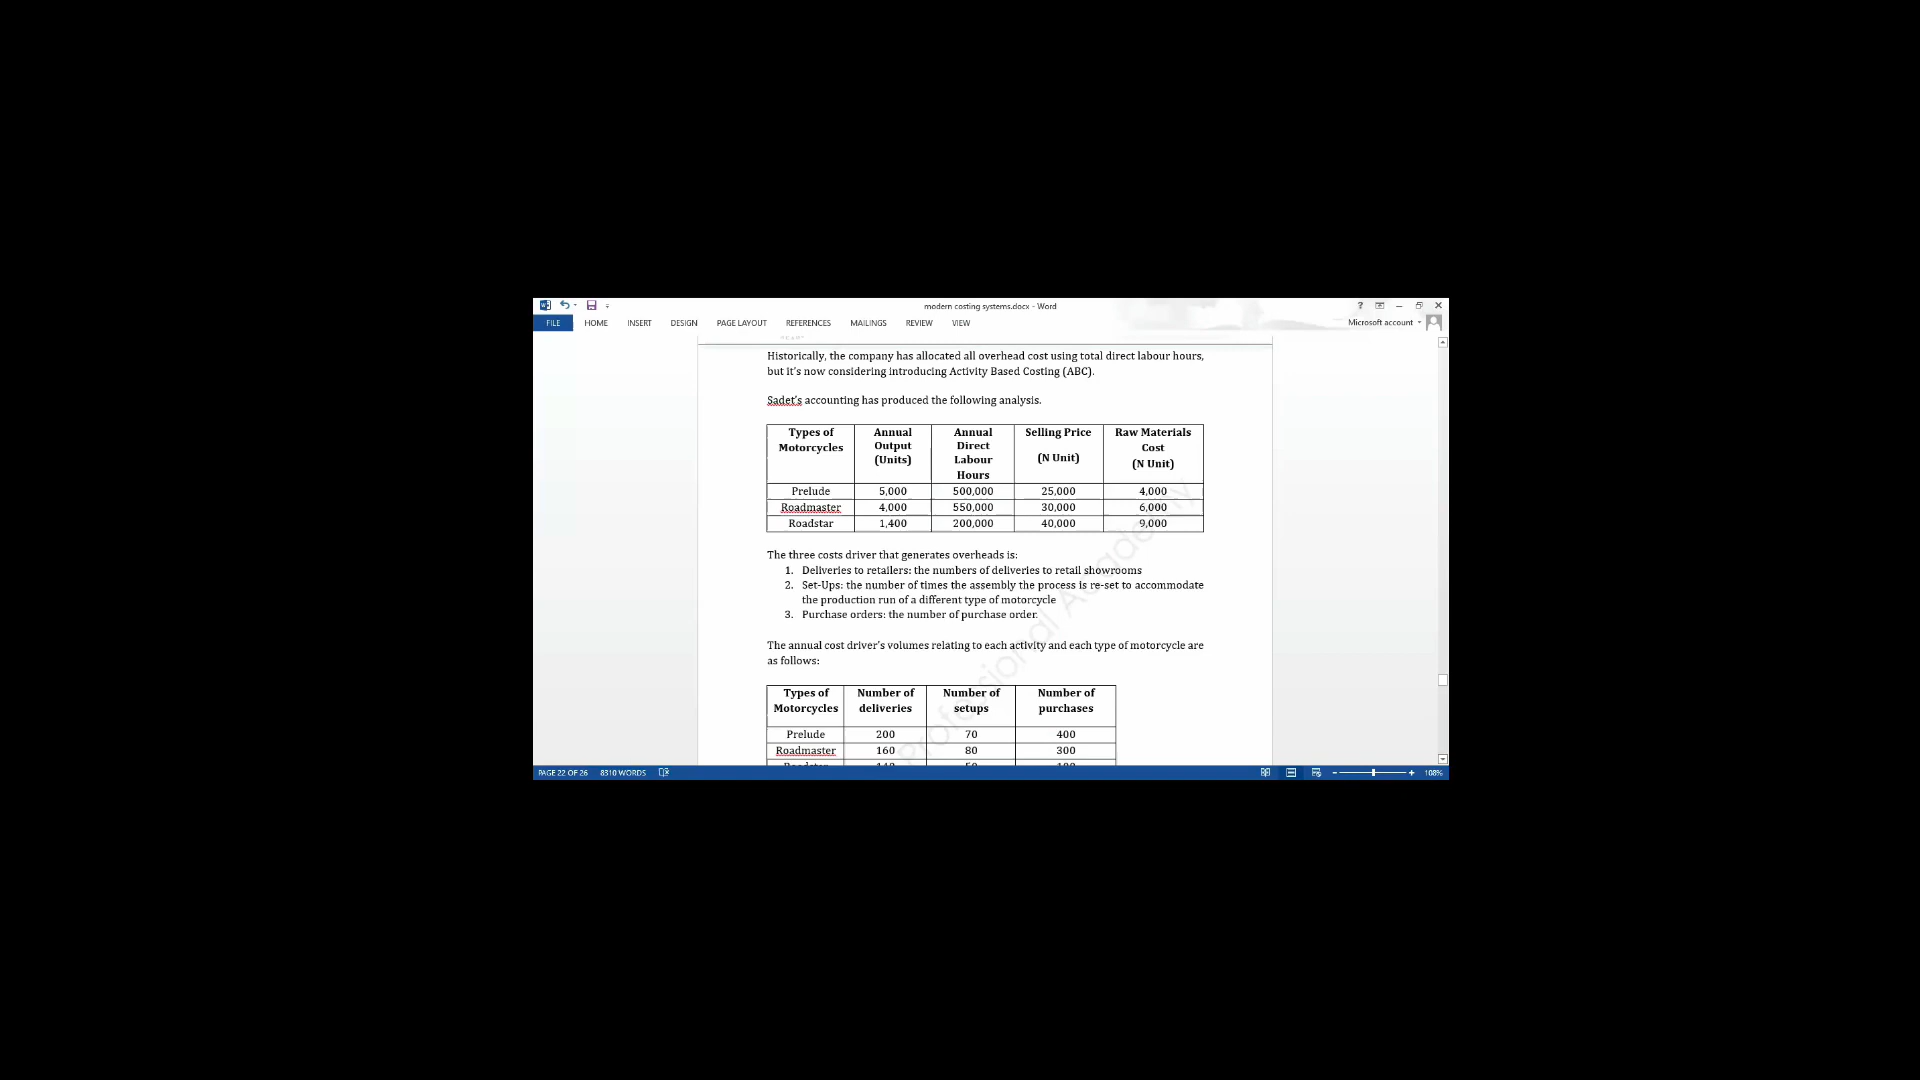 modern costing systems.docx - Word
FILE HOME INSERT DESIGN PAGE LAYOUT REFERENCES MAILINGS REVIEW VIEW
Microsoft account
Historically, the company has allocated all overhead cost using total direct labour hours,
but it's now considering introducing Activity Based Costing (ABC).
Sadet's accounting has produced the following analysis.
Types of Motorcycles Annual Output (Units) Annual Direct Labour Hours Selling Price (N Unit) Raw Materials Cost (N Unit)
Prelude 5,000 500,000 25,000 4,000
Roadmaster 4,000 550,000 30,000 6,000
Roadstar 1,400 200,000 40,000 9,000
The three costs driver that generates overheads is:
1. Deliveries to retailers: the numbers of deliveries to retail showrooms
2. Set-Ups: the number of times the assembly the process is re-set to accommodate
the production run of a different type of motorcycle
3. Purchase orders: the number of purchase order.
The annual cost driver's volumes relating to each activity and each type of motorcycle are
as follows:
Types of Motorcycles Number of deliveries Number of setups Number of purchases
Prelude 200 70 400
Roadmaster 160 80 300
Professional Academy
PAGE 22 OF 26 8310 WORDS
108%